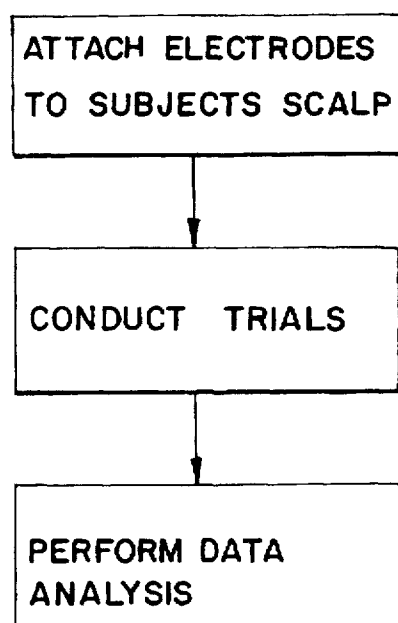 ATTACH ELECTRODES
TO SUBJECTS SCALP
CONDUCT TRIALS
PERFORM DATA
ANALYSIS